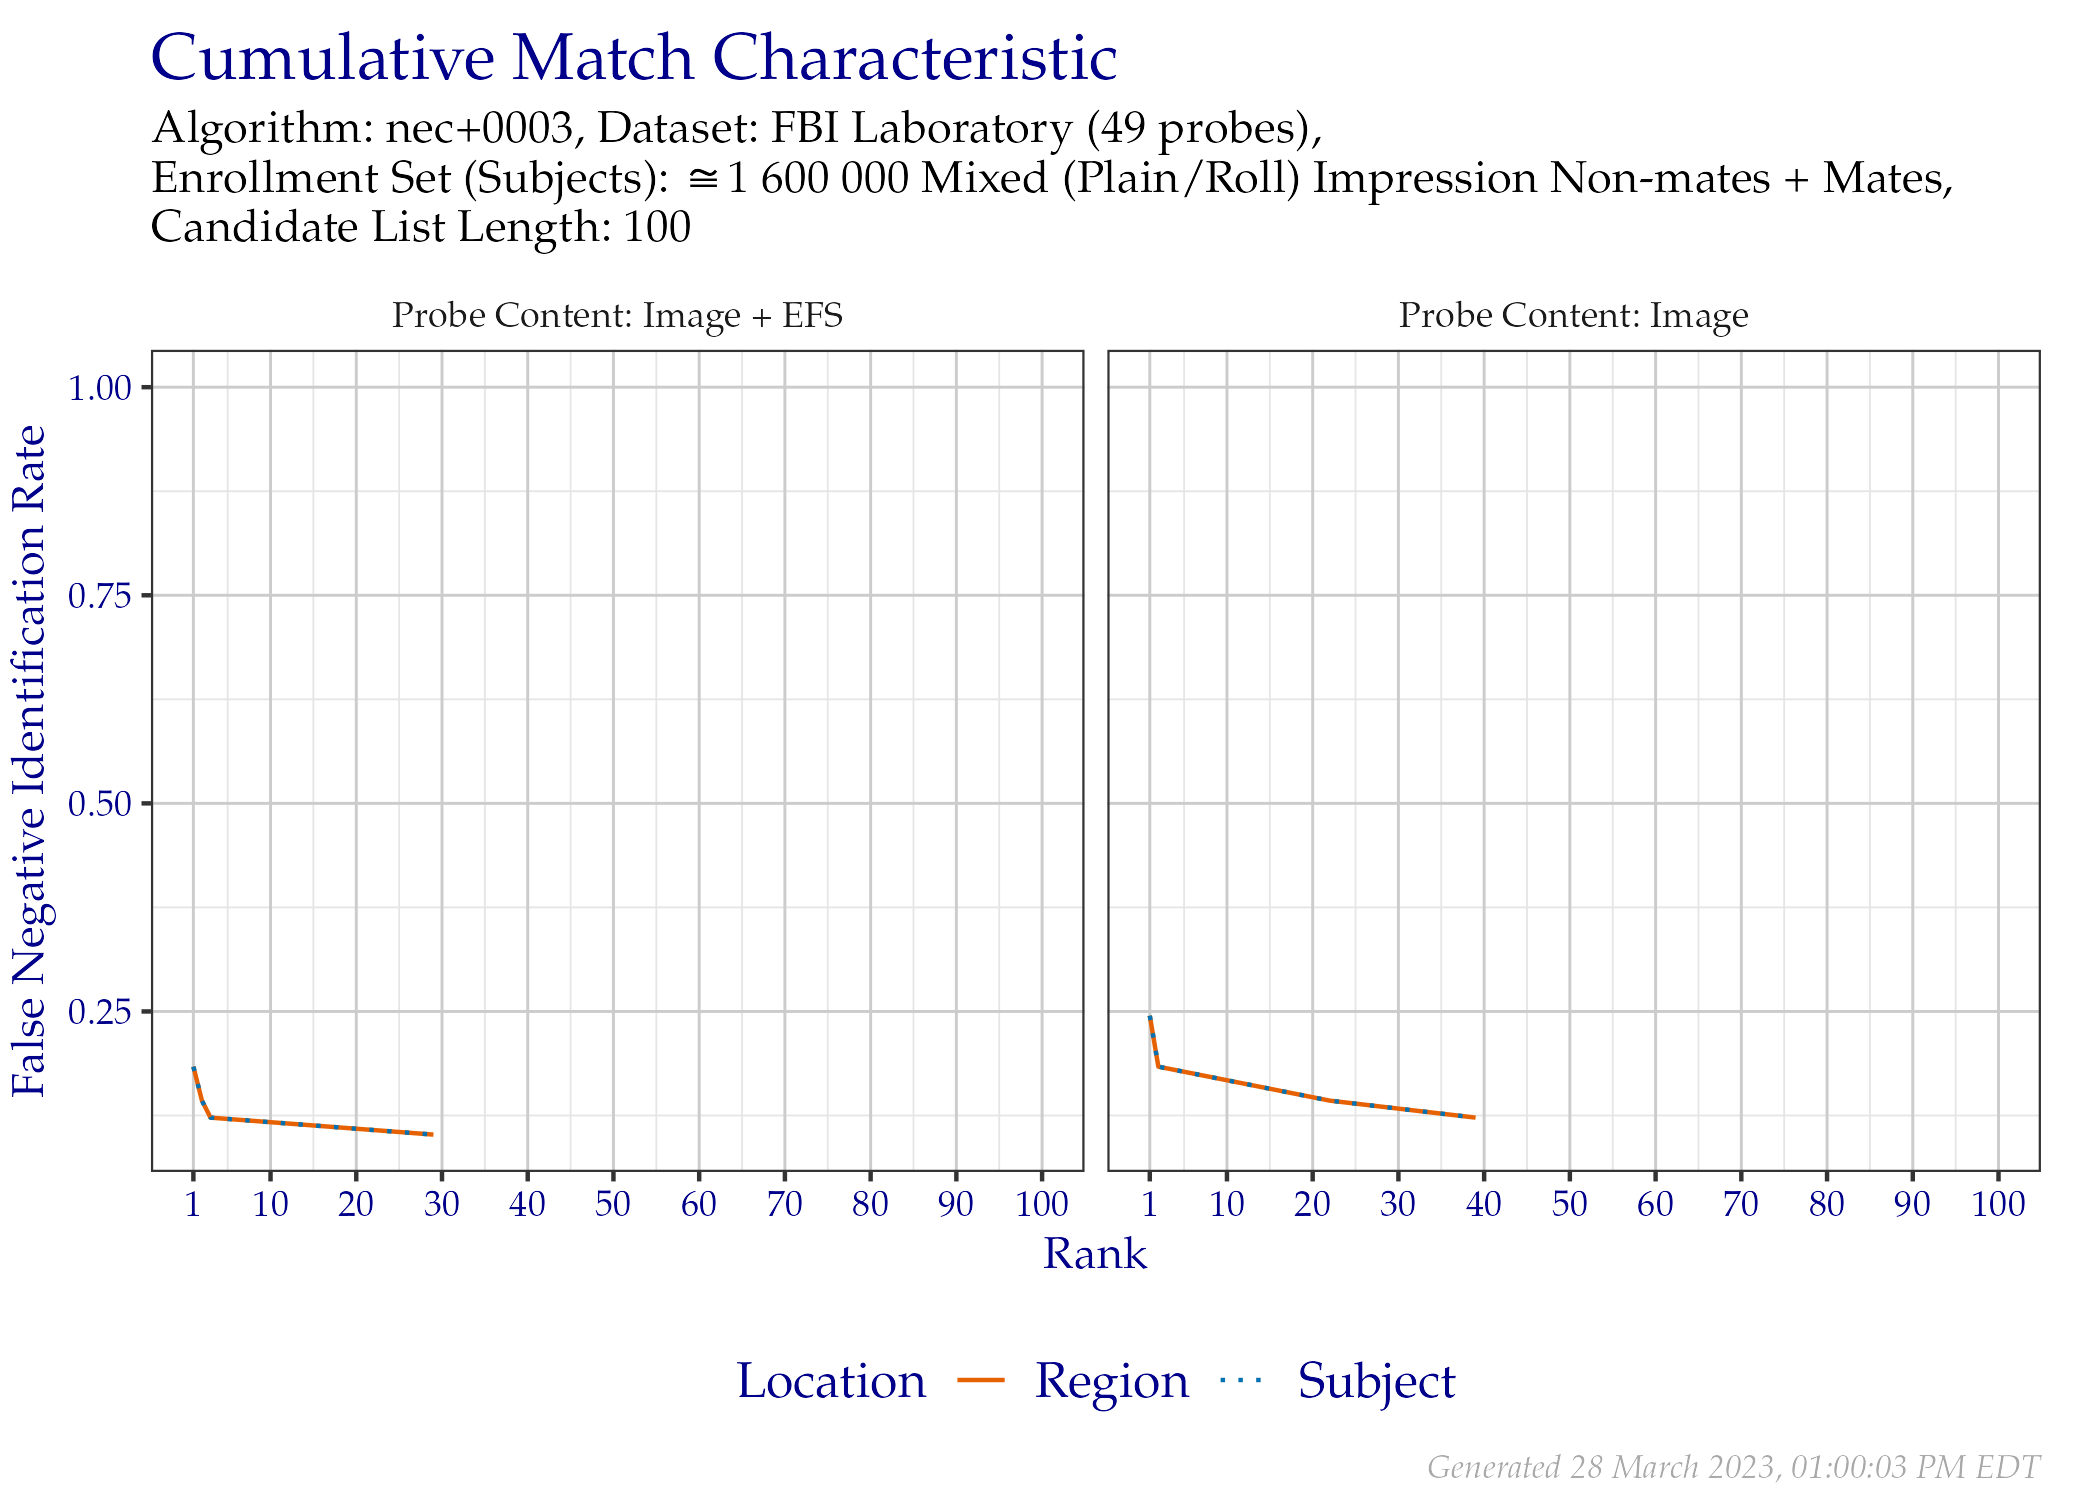 Cumulative Match Characteristic
Algorithm: nec+0003, Dataset: FBI Laboratory (49 probes),
Enrollment Set (Subjects): ≅1 600 000 Mixed (Plain/Roll) Impression Non-mates + Mates,
Candidate List Length: 100
Probe Content: Image + EFS
Probe Content: Image
False Negative Identification Rate
1.00
0.75
0.50
0.25
1 10 20 30 40 50 60 70 80 90 100
1 10 20 30 40 50 60 70 80 90 100
Rank
Location Region Subject
Generated 28 March 2023, 01:00:03 PM EDT